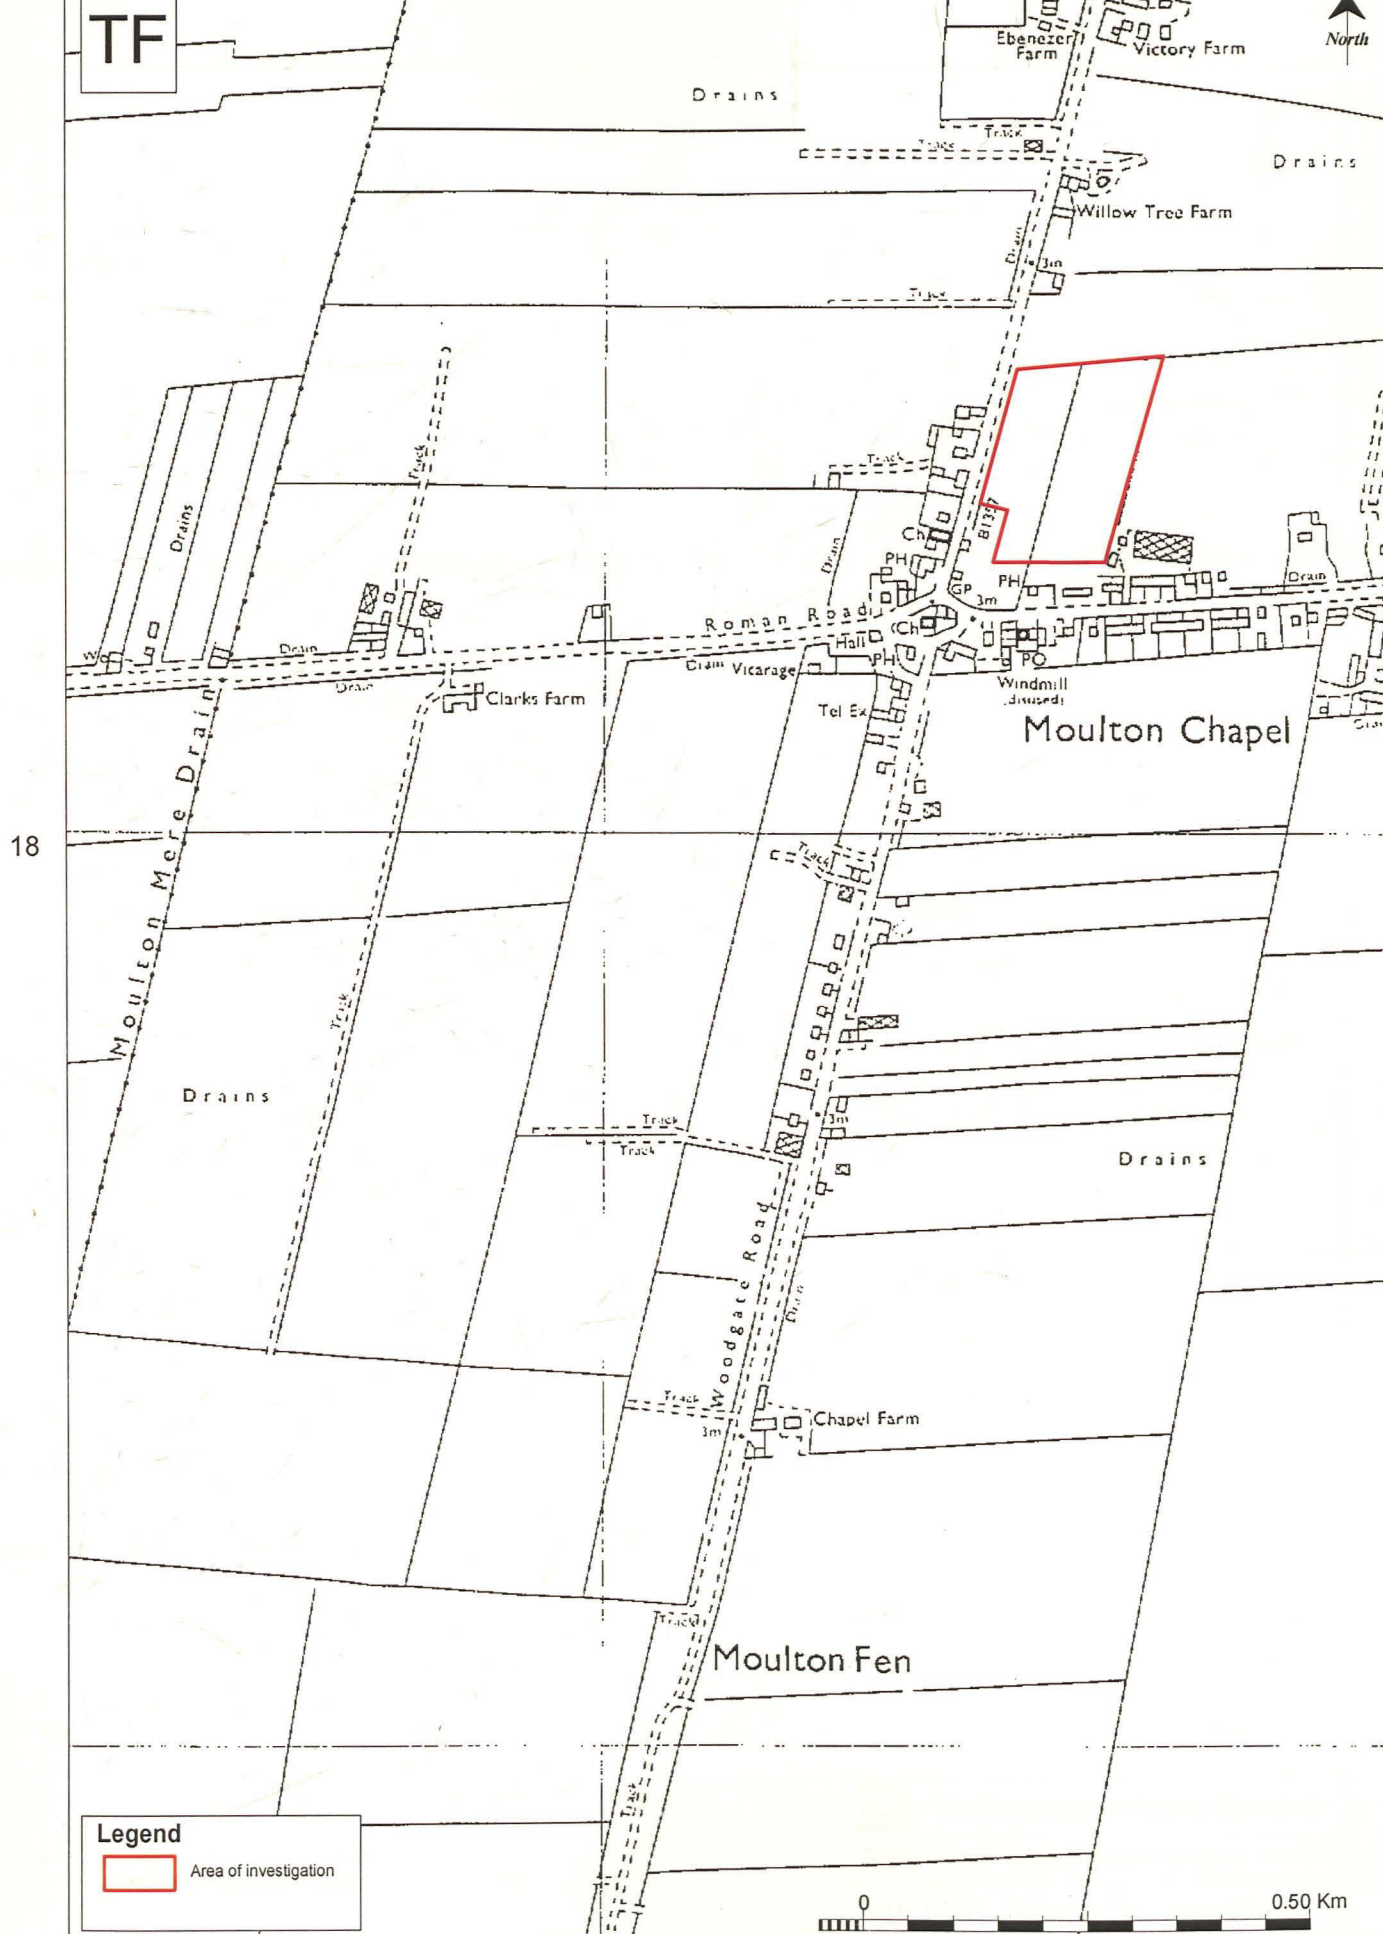 TF
North
Ebenezer
Farm
Victory Farm
Drains
Track
Track
Drains
Willow Tree Farm
Drain
3m
Track
Track
Track
Drains
B1357
Ch
PH
Drain
GP
3m
PH
Drain
Roman Road
Hall
(Ch)
PH
PO
Windmill
(disused)
W
Drain
Drain
Drain
Vicarage
Clarks Farm
Tel Ex
Moulton Chapel
Moulton Mere Drain
18
Track
Track
Drains
Track
Track
3m
Drains
Woodgate Road
Drain
Track
3m
Chapel Farm
Track
Moulton Fen
Track
Legend
Area of investigation
0
0.50 Km